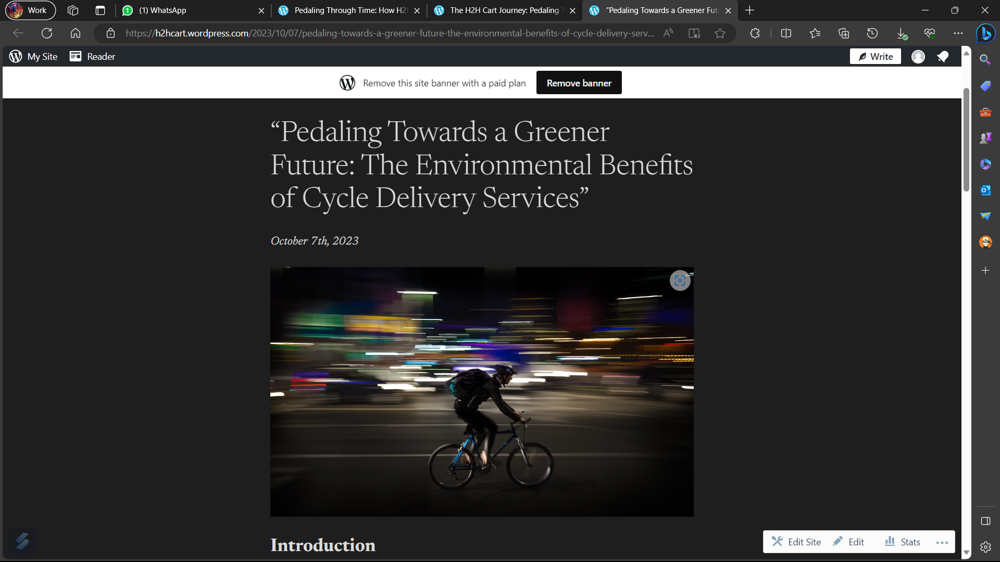 Work
(1) WhatsApp
Pedaling Through Time: How H2
The H2H Cart Journey: Pedaling
“Pedaling Towards a Greener Fut
https://h2hcart.wordpress.com/2023/10/07/pedaling-towards-a-greener-future-the-environmental-benefits-of-cycle-delivery-serv...
My Site
Reader
Write
Remove this site banner with a paid plan
Remove banner
“Pedaling Towards a Greener
Future: The Environmental Benefits
of Cycle Delivery Services”
October 7th, 2023
Introduction
Edit Site
Edit
Stats